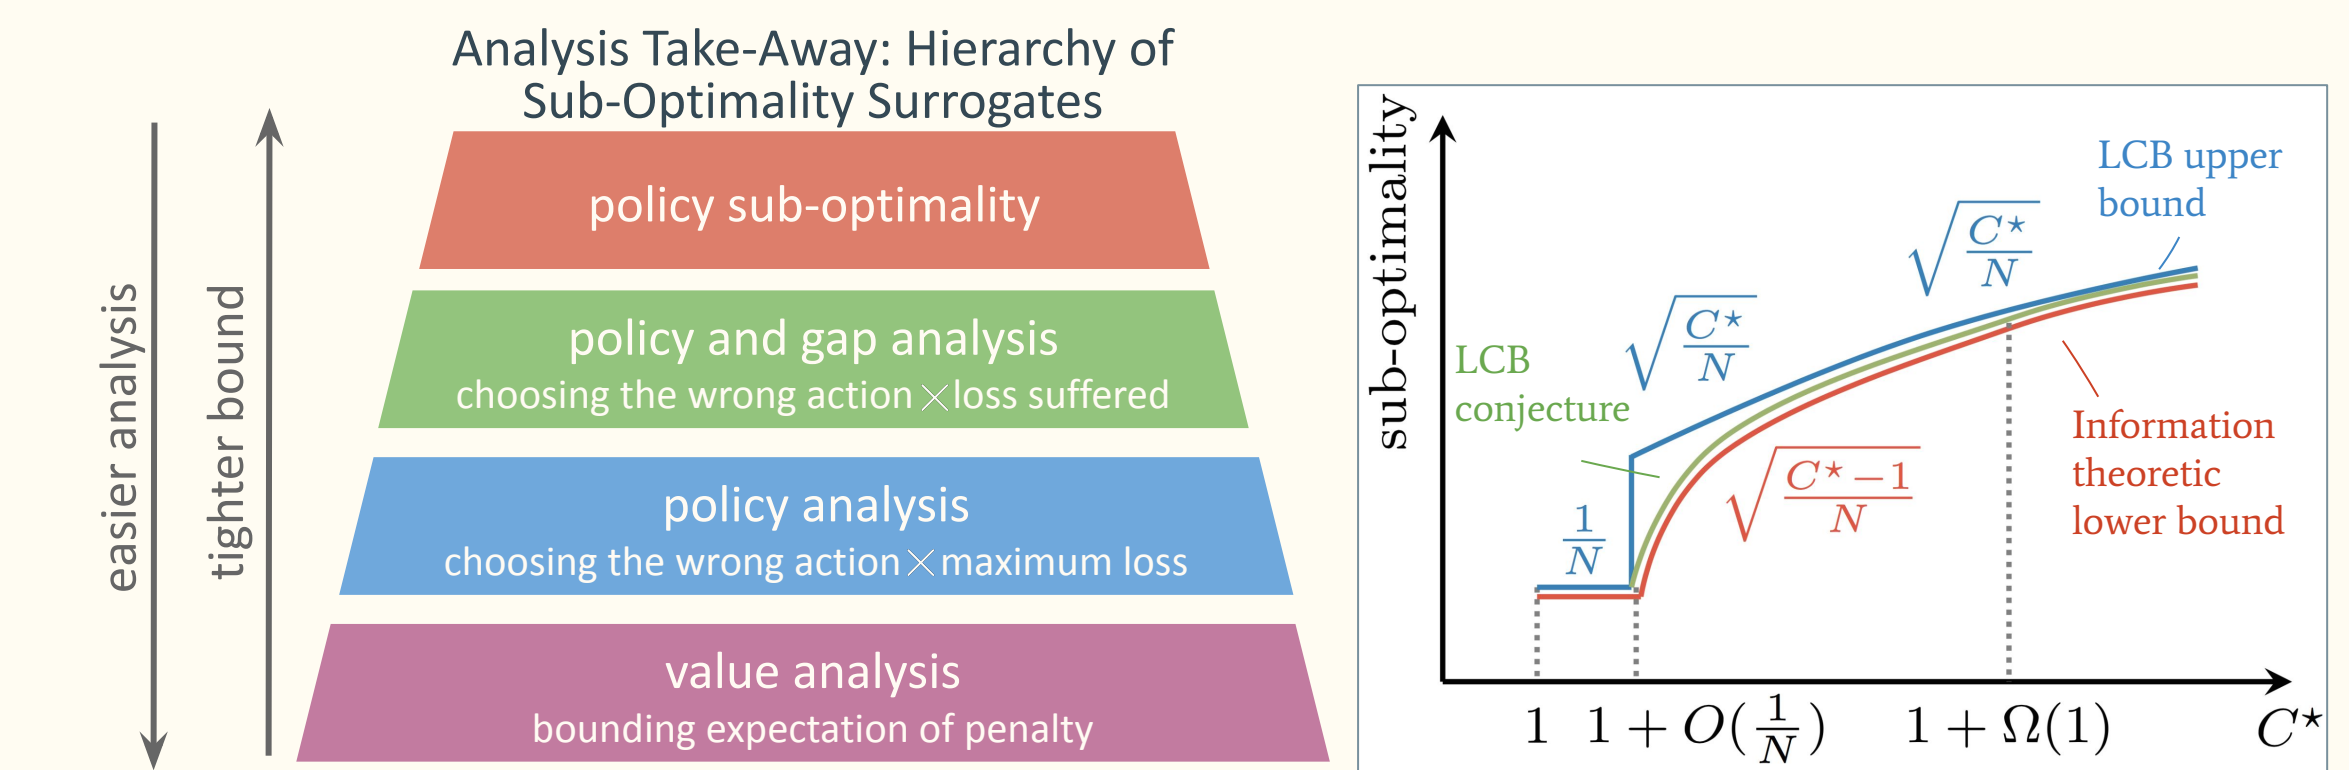 Analysis Take-Away: Hierarchy of
Sub-Optimality Surrogates
easier analysis
tighter bound
policy sub-optimality
policy and gap analysis
choosing the wrong action × loss suffered
policy analysis
choosing the wrong action × maximum loss
value analysis
bounding expectation of penalty
sub-optimality
LCB upper
bound
√(C⋆/N)
√(C⋆/N)
LCB
conjecture
√((C⋆−1)/N)
1/N
Information
theoretic
lower bound
1
1 + O(1/N)
1 + Ω(1)
C⋆